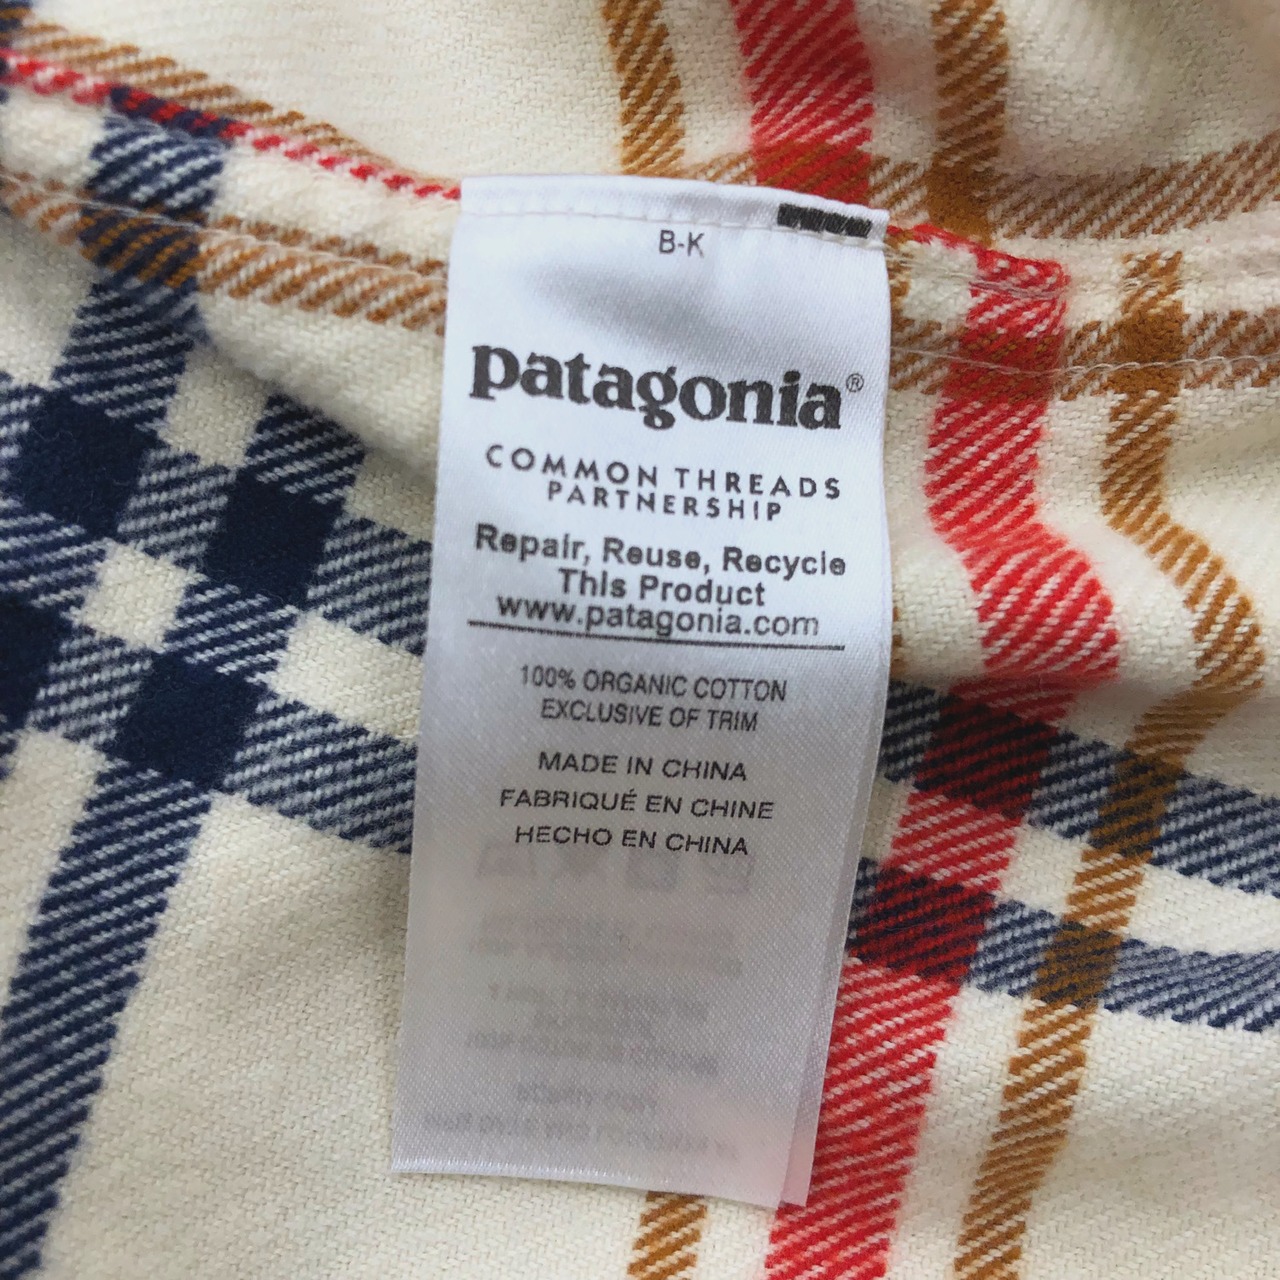 B-K
patagonia®
COMMON THREADS
PARTNERSHIP
Repair, Reuse, Recycle
This Product
www.patagonia.com
100% ORGANIC COTTON
EXCLUSIVE OF TRIM
MADE IN CHINA
FABRIQUÉ EN CHINE
HECHO EN CHINA